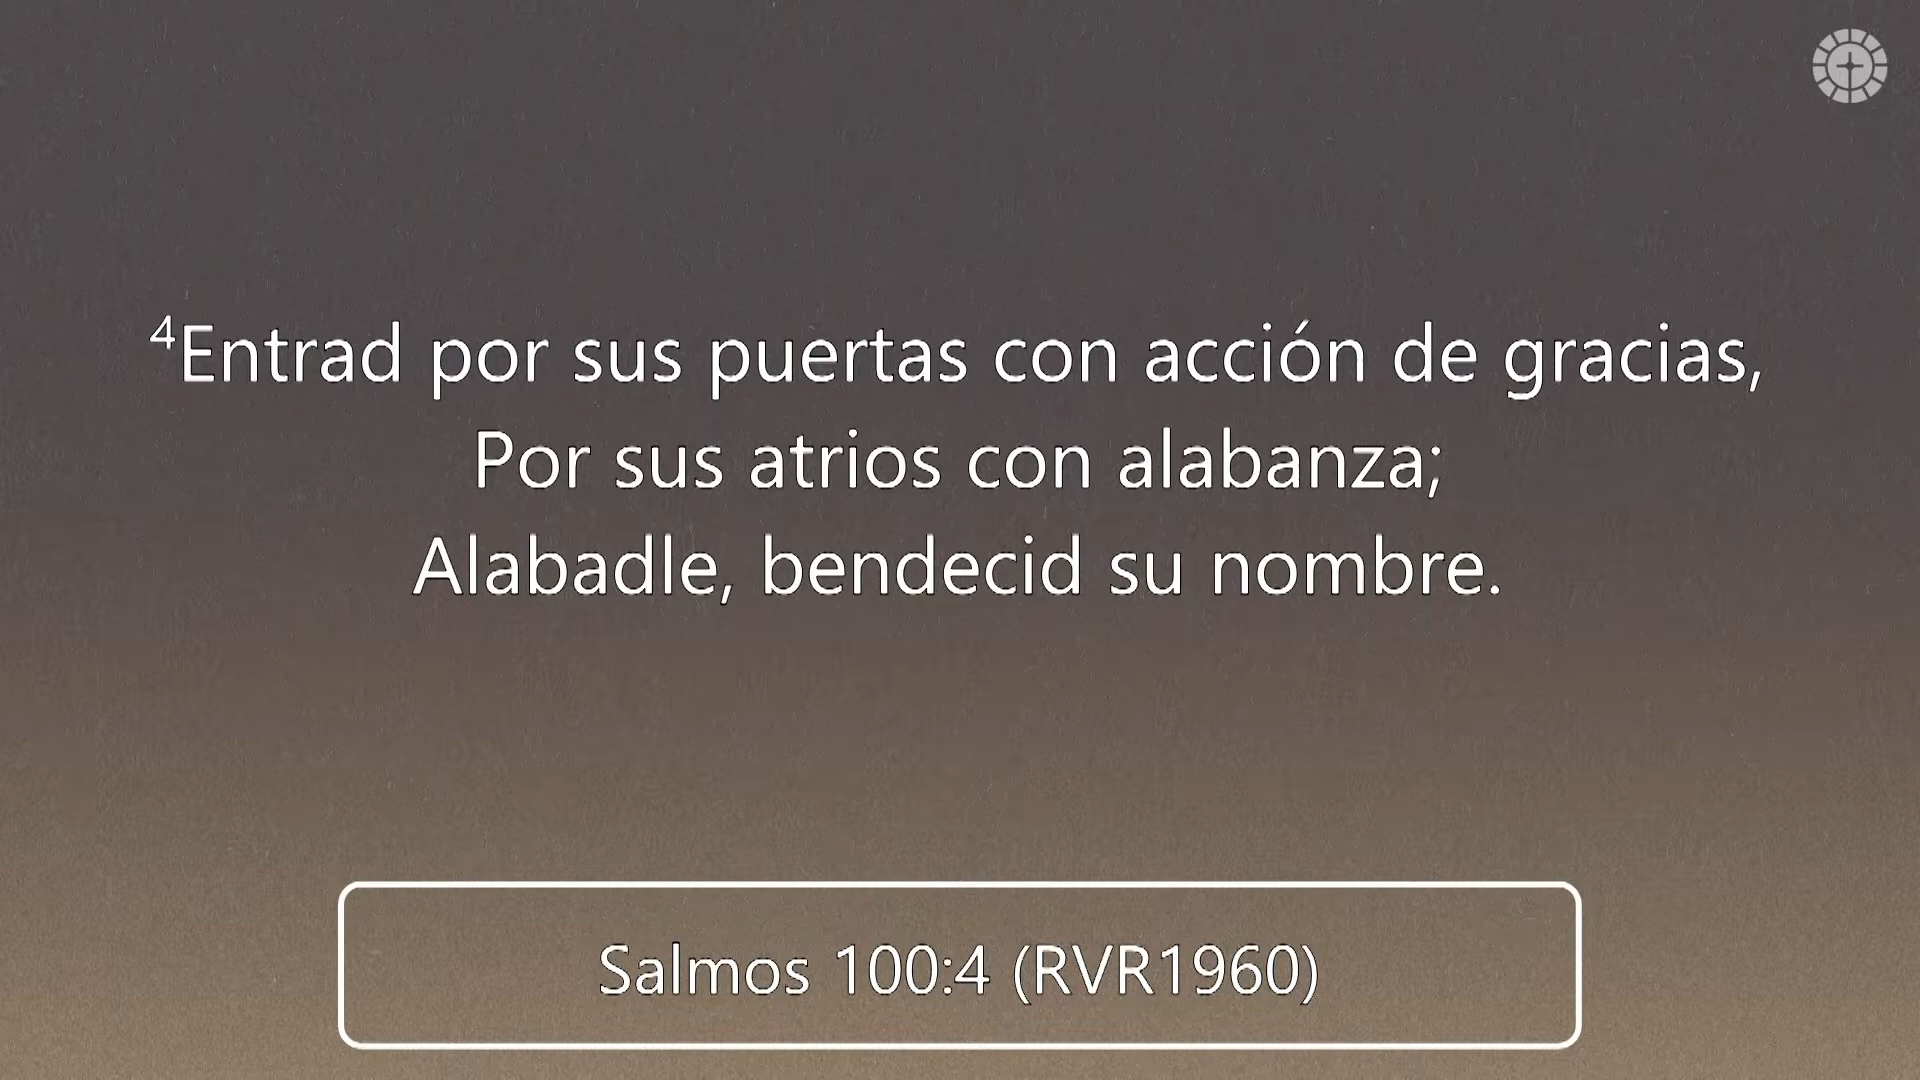 ⁴Entrad por sus puertas con acción de gracias,
Por sus atrios con alabanza;
Alabadle, bendecid su nombre.
Salmos 100:4 (RVR1960)